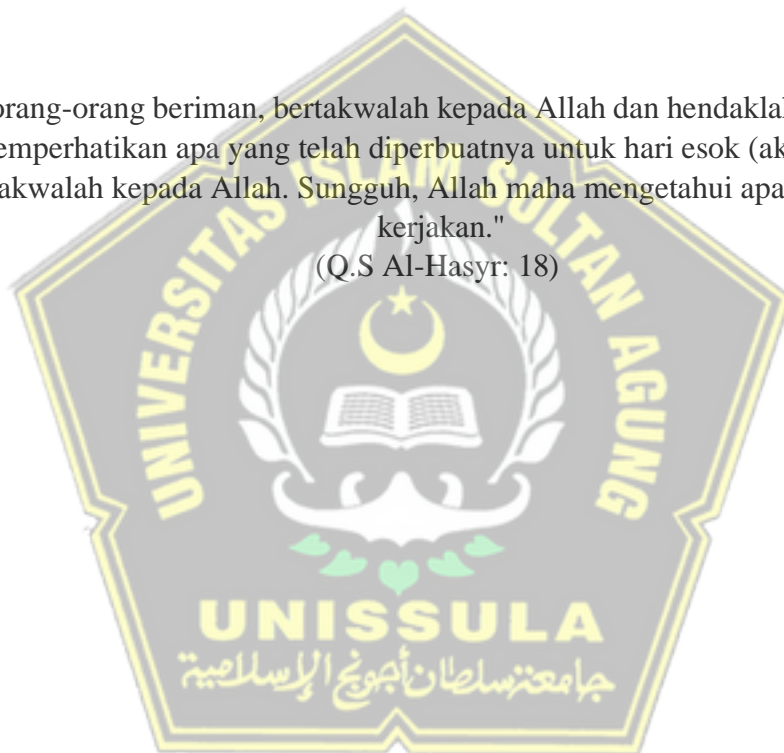 orang-orang beriman, bertakwalah kepada Allah dan hendaklah
emperhatikan apa yang telah diperbuatnya untuk hari esok (ak
akwalah kepada Allah. Sungguh, Allah maha mengetahui apa
kerjakan."
(Q.S Al-Hasyr: 18)
UNIVERSITAS ISLAM SULTAN AGUNG
UNISSULA
جامعة سلطان أجونج الإسلامية